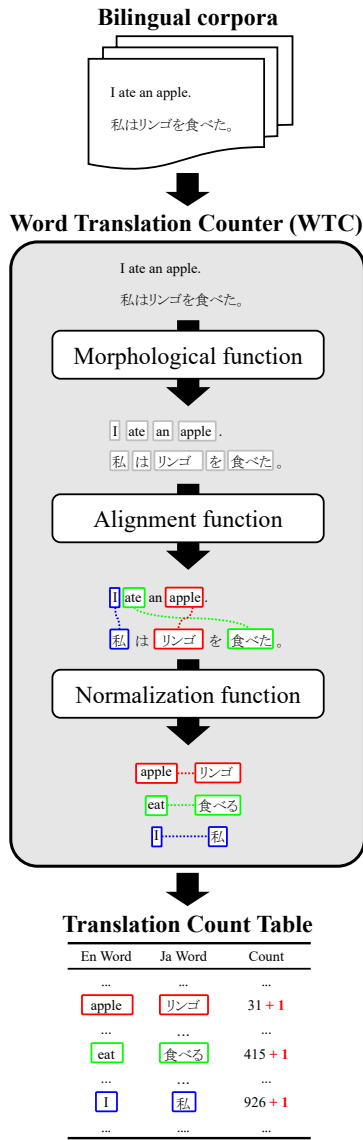 Bilingual corpora
I ate an apple.
私はリンゴを食べた。
Word Translation Counter (WTC)
I ate an apple.
私はリンゴを食べた。
Morphological function
I ate an apple .
私 は リンゴ を 食べた 。
Alignment function
I ate an apple.
私 は リンゴ を 食べた 。
Normalization function
apple リンゴ
eat 食べる
I 私
Translation Count Table
En Word Ja Word Count
... ... ...
apple リンゴ 31 + 1
... ... ...
eat 食べる 415 + 1
... ... ...
I 私 926 + 1
... .... ...